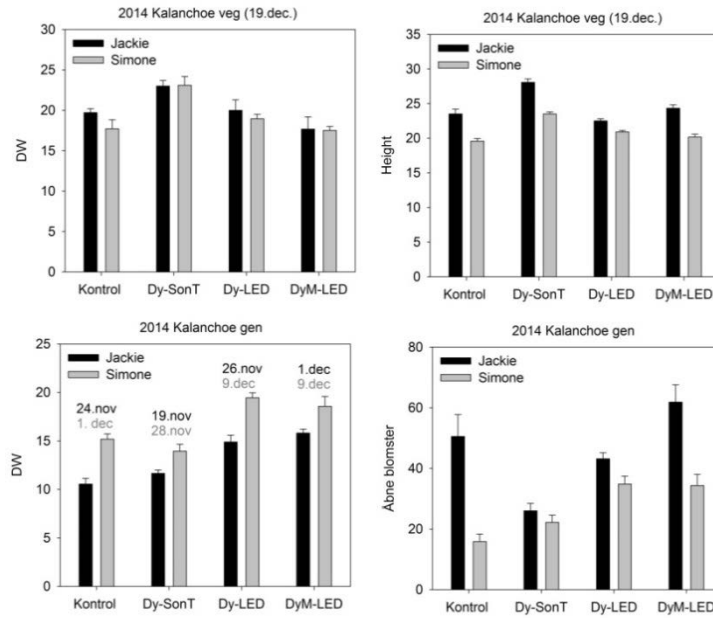 2014 Kalanchoe veg (19.dec.)
30
25
20
15
10
5
0
DW
Jackie
Simone
Kontrol Dy-SonT Dy-LED DyM-LED
2014 Kalanchoe veg (19.dec.)
35
30
25
20
15
10
5
0
Height
Jackie
Simone
Kontrol Dy-SonT Dy-LED DyM-LED
2014 Kalanchoe gen
25
20
15
10
5
0
DW
Jackie
Simone
24.nov
1. dec
19.nov
28.nov
26.nov
9.dec
1.dec
9.dec
Kontrol Dy-SonT Dy-LED DyM-LED
2014 Kalanchoe gen
80
60
40
20
0
Åbne blomster
Jackie
Simone
Kontrol Dy-SonT Dy-LED DyM-LED